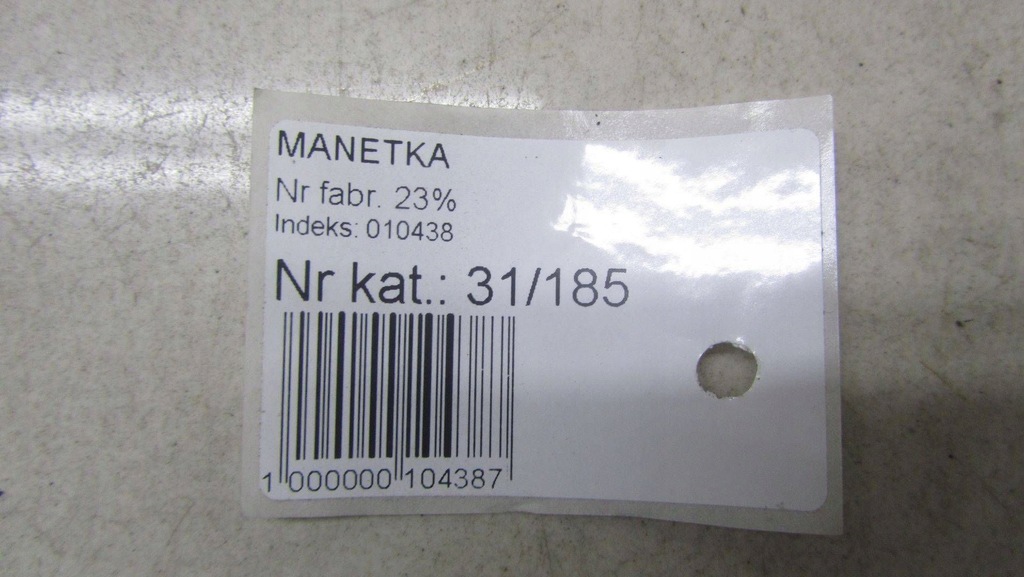 MANETKA
Nr fabr. 23%
Indeks: 010438
Nr kat.: 31/185
1 000000 104387